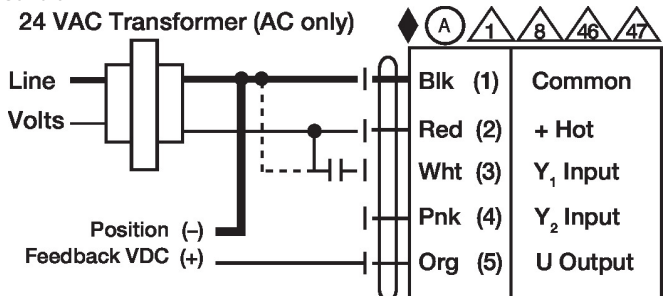 24 VAC Transformer (AC only)
A 1 8 46 47
Line
Volts
Blk (1) Common
Red (2) + Hot
Wht (3) Y1 Input
Pnk (4) Y2 Input
Org (5) U Output
Position (–)
Feedback VDC (+)